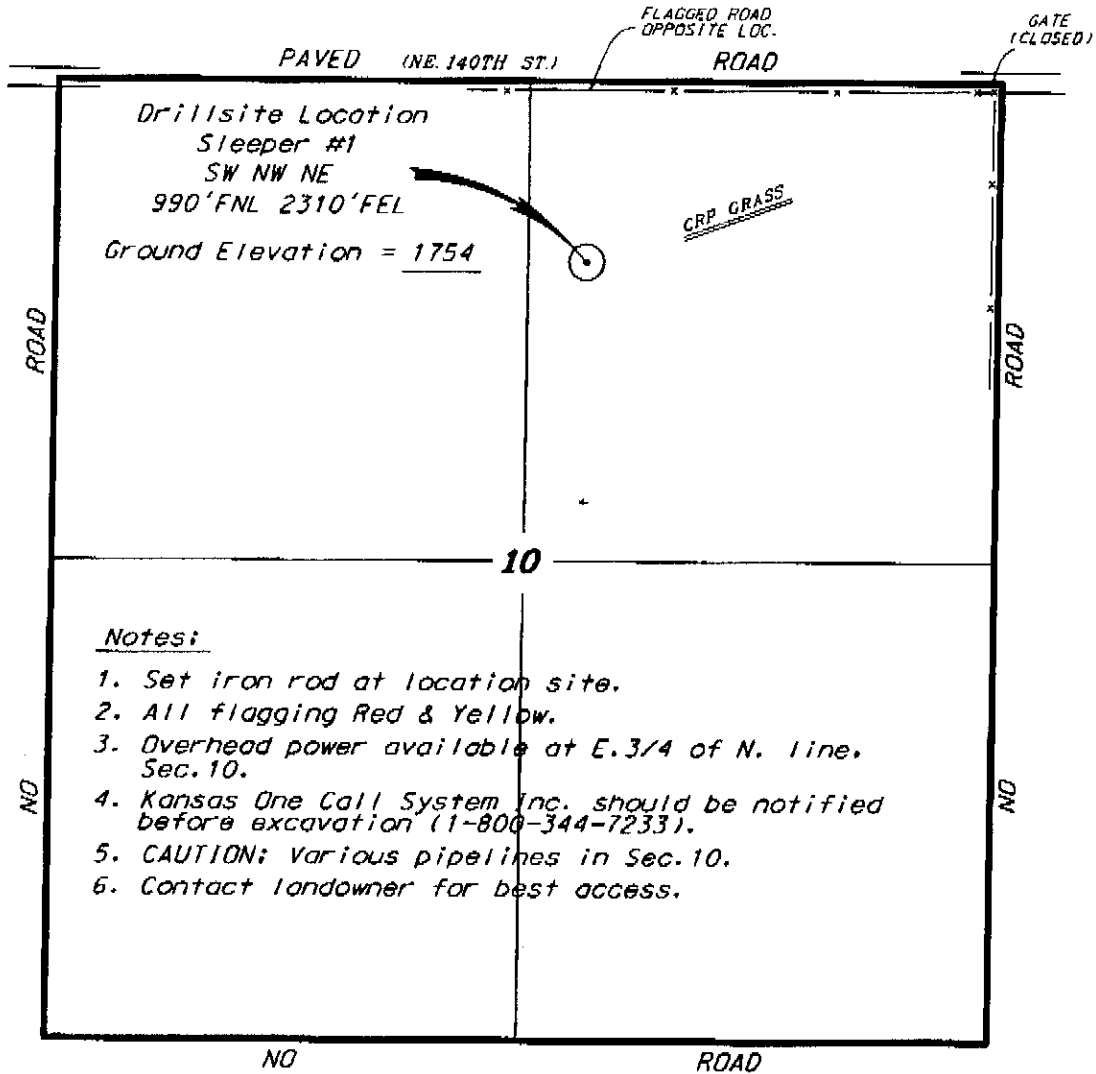 FLAGGED ROAD
OPPOSITE LOC.
GATE
(CLOSED)
PAVED (NE. 140TH ST.) ROAD
Drillsite Location
Sleeper #1
SW NW NE
990'FNL 2310'FEL
Ground Elevation = 1754
CRP GRASS
ROAD
ROAD
10
Notes:
1. Set iron rod at location site.
2. All flagging Red & Yellow.
3. Overhead power available at E.3/4 of N. line.
Sec.10.
4. Kansas One Call System Inc. should be notified
before excavation (1-800-344-7233).
5. CAUTION: Various pipelines in Sec.10.
6. Contact landowner for best access.
NO
NO
NO ROAD